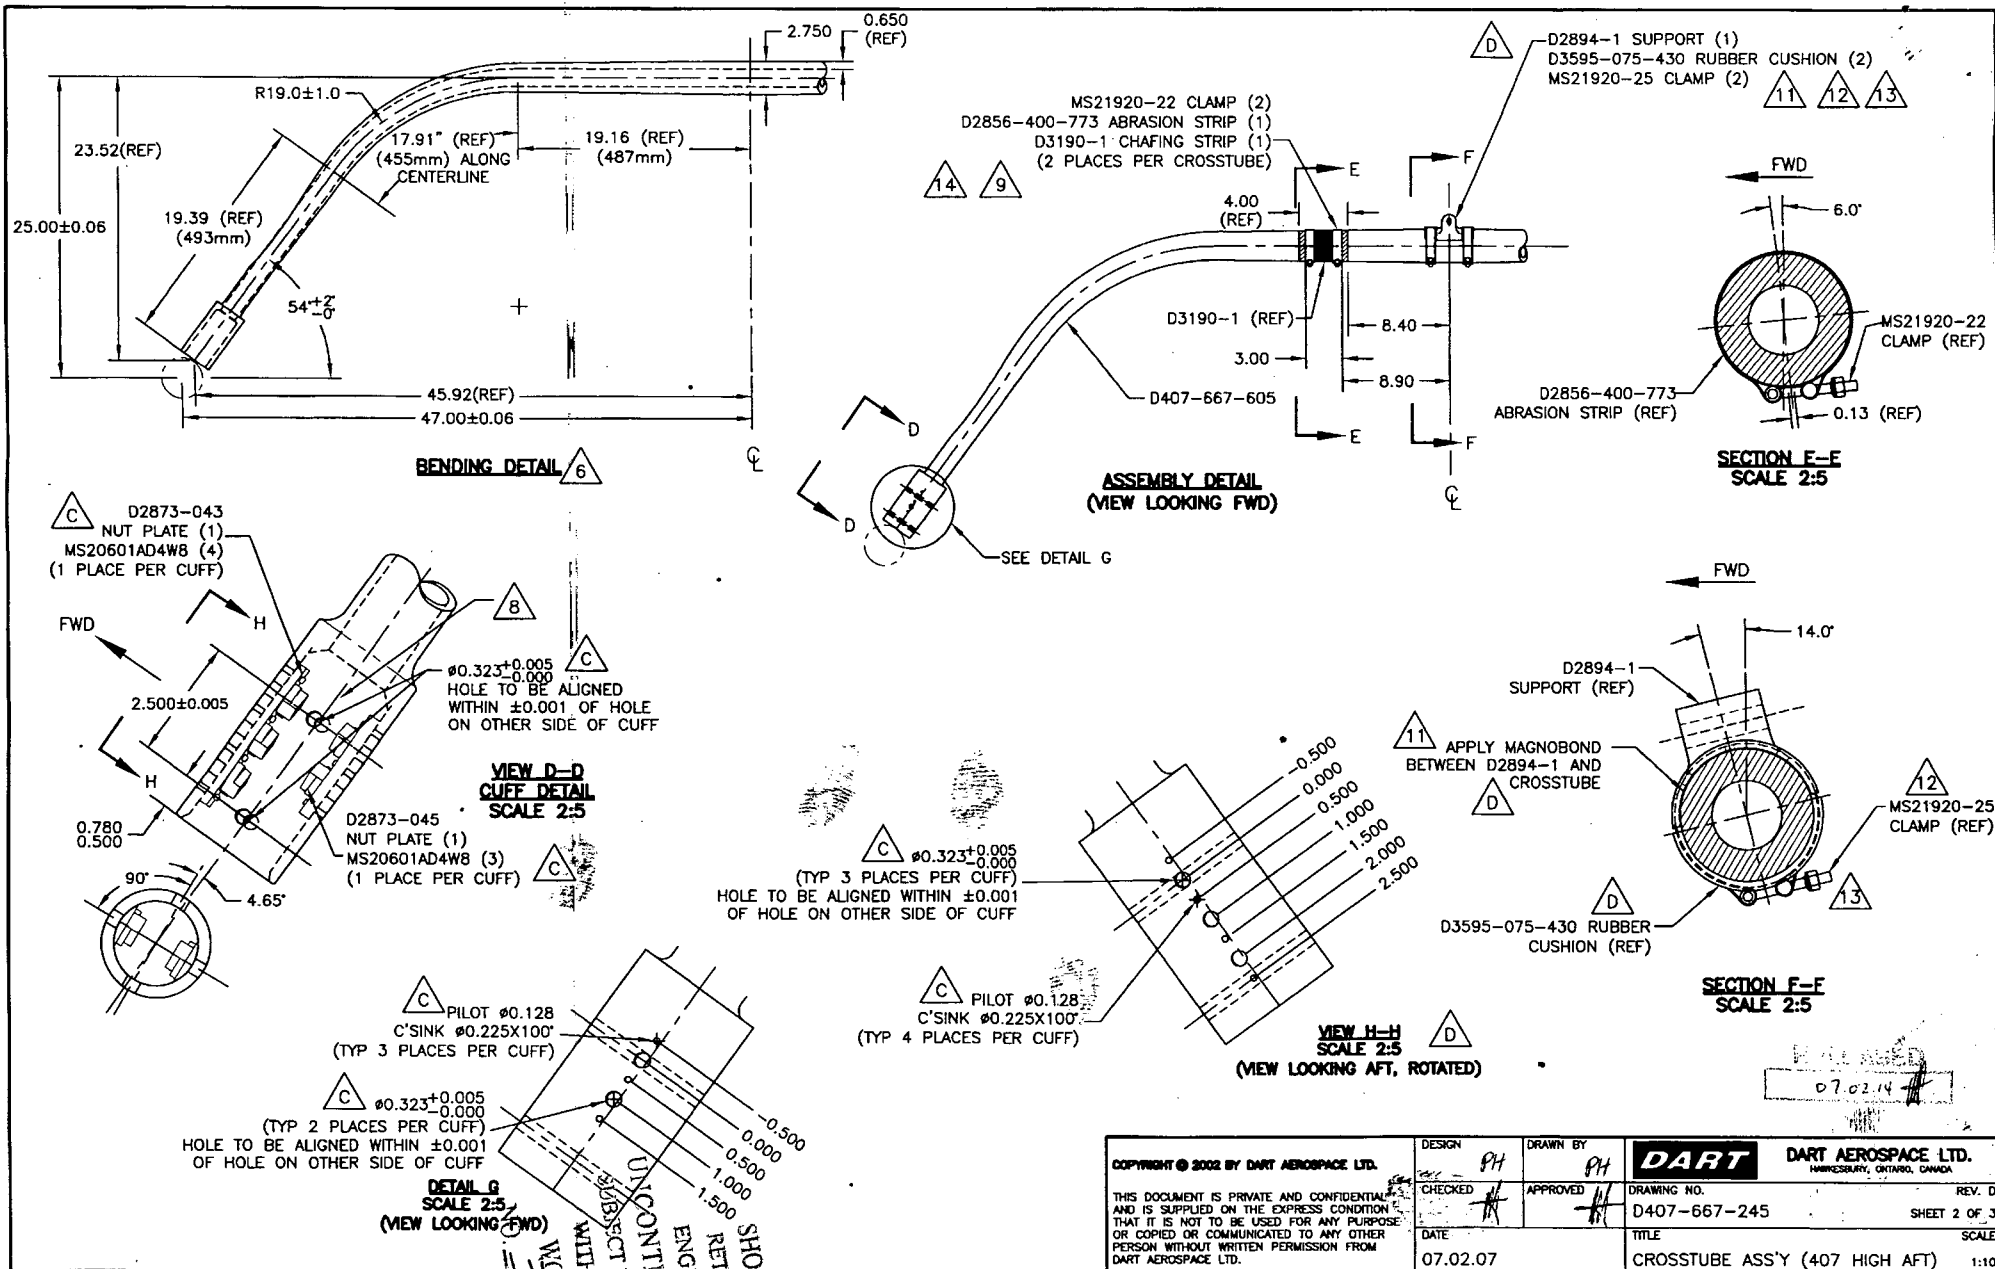 2.750
0.650
(REF)
R19.0±1.0
17.91" (REF)
(455mm) ALONG
CENTERLINE
19.16 (REF)
(487mm)
23.52(REF)
25.00±0.06
19.39 (REF)
(493mm)
54°+2°
-0°
45.92(REF)
47.00±0.06
BENDING DETAIL
6
℄
D
D2894-1 SUPPORT (1)
D3595-075-430 RUBBER CUSHION (2)
MS21920-25 CLAMP (2)
11
12
13
MS21920-22 CLAMP (2)
D2856-400-773 ABRASION STRIP (1)
D3190-1 CHAFING STRIP (1)
(2 PLACES PER CROSSTUBE)
14
9
E
F
4.00
(REF)
D3190-1 (REF)
8.40
3.00
8.90
D407-667-605
E
F
D
D
℄
SEE DETAIL G
ASSEMBLY DETAIL
(VIEW LOOKING FWD)
FWD
6.0°
MS21920-22
CLAMP (REF)
D2856-400-773
ABRASION STRIP (REF)
0.13 (REF)
SECTION E-E
SCALE 2:5
C
D2873-043
NUT PLATE (1)
MS20601AD4W8 (4)
(1 PLACE PER CUFF)
FWD
H
8
C
ø0.323+0.005
-0.000
HOLE TO BE ALIGNED
WITHIN ±0.001 OF HOLE
ON OTHER SIDE OF CUFF
2.500±0.005
H
VIEW D-D
CUFF DETAIL
SCALE 2:5
0.780
0.500
D2873-045
NUT PLATE (1)
MS20601AD4W8 (3)
(1 PLACE PER CUFF)
C
90°
4.65°
C
PILOT ø0.128
C'SINK ø0.225X100°
(TYP 3 PLACES PER CUFF)
C
ø0.323+0.005
-0.000
(TYP 2 PLACES PER CUFF)
HOLE TO BE ALIGNED WITHIN ±0.001
OF HOLE ON OTHER SIDE OF CUFF
-0.500
0.000
0.500
1.000
1.500
DETAIL G
SCALE 2:5
(VIEW LOOKING FWD)
C
ø0.323+0.005
-0.000
(TYP 3 PLACES PER CUFF)
HOLE TO BE ALIGNED WITHIN ±0.001
OF HOLE ON OTHER SIDE OF CUFF
-0.500
0.000
0.500
1.000
1.500
2.000
2.500
C
PILOT ø0.128
C'SINK ø0.225X100°
(TYP 4 PLACES PER CUFF)
VIEW H-H
SCALE 2:5
D
(VIEW LOOKING AFT, ROTATED)
FWD
14.0°
D2894-1
SUPPORT (REF)
11
APPLY MAGNOBOND
BETWEEN D2894-1 AND
CROSSTUBE
D
12
MS21920-25
CLAMP (REF)
13
D
D3595-075-430 RUBBER
CUSHION (REF)
SECTION F-F
SCALE 2:5
07.02.14
COPYRIGHT © 2002 BY DART AEROSPACE LTD.
THIS DOCUMENT IS PRIVATE AND CONFIDENTIAL
AND IS SUPPLIED ON THE EXPRESS CONDITION
THAT IT IS NOT TO BE USED FOR ANY PURPOSE
OR COPIED OR COMMUNICATED TO ANY OTHER
PERSON WITHOUT WRITTEN PERMISSION FROM
DART AEROSPACE LTD.
DESIGN
PH
DRAWN BY
PH
CHECKED
APPROVED
DATE
07.02.07
DART
DART AEROSPACE LTD.
HAWKESBURY, ONTARIO, CANADA
DRAWING NO.
REV. D
D407-667-245
SHEET 2 OF 3
TITLE
SCALE
CROSSTUBE ASS'Y (407 HIGH AFT)
1:10
SUBJECT